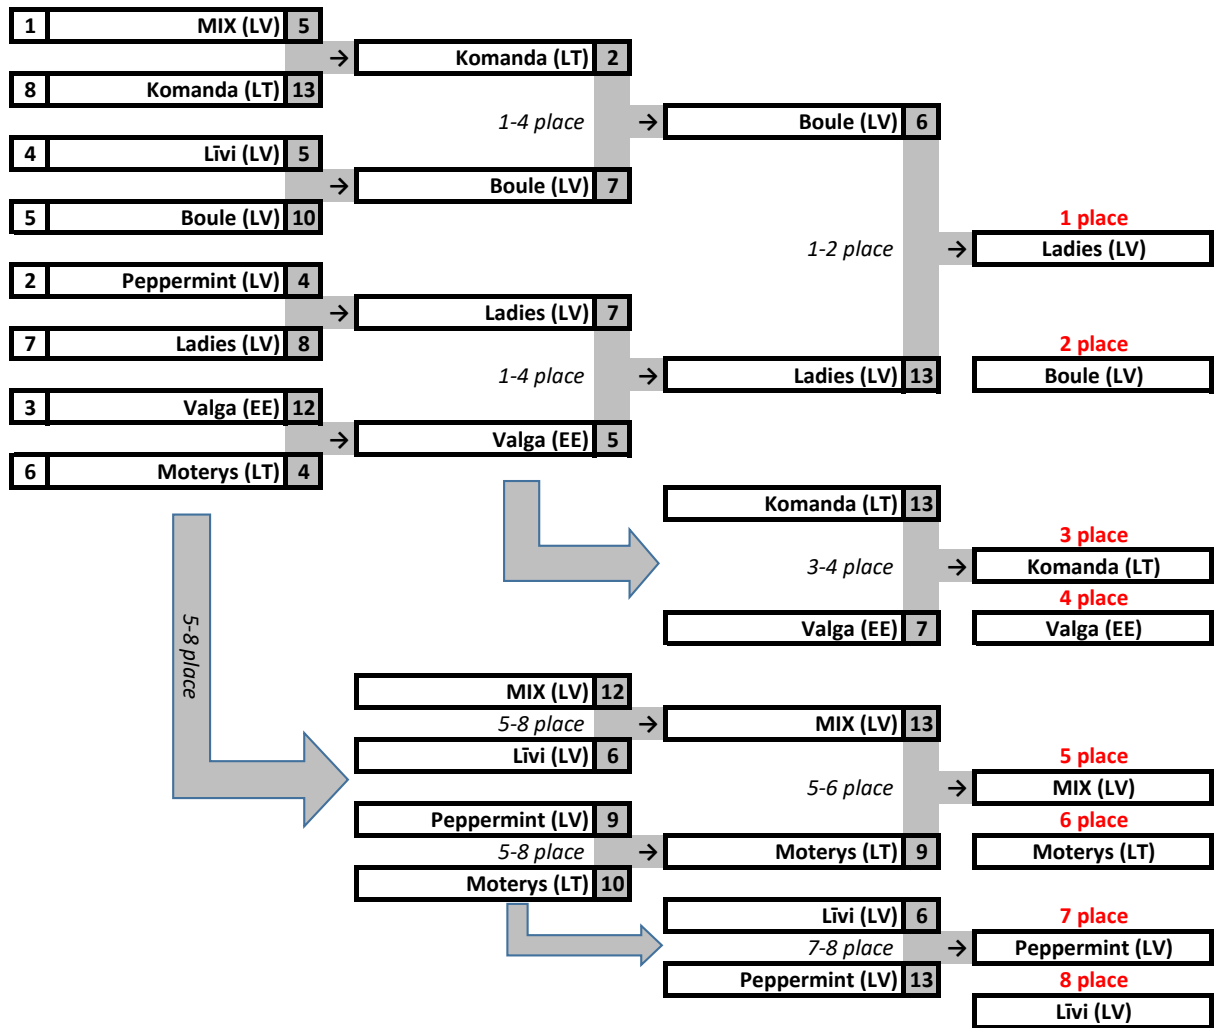 1 MIX (LV) 5
→ Komanda (LT) 2
8 Komanda (LT) 13
1-4 place → Boule (LV) 6
4 Līvi (LV) 5
→ Boule (LV) 7
5 Boule (LV) 10
1 place
1-2 place → Ladies (LV)
2 Peppermint (LV) 4
→ Ladies (LV) 7
7 Ladies (LV) 8
2 place
1-4 place → Ladies (LV) 13 Boule (LV)
3 Valga (EE) 12
→ Valga (EE) 5
6 Moterys (LT) 4
Komanda (LT) 13
3 place
3-4 place → Komanda (LT)
4 place
Valga (EE) 7 Valga (EE)
5-8 place
MIX (LV) 12
5-8 place → MIX (LV) 13
Līvi (LV) 6
5 place
5-6 place → MIX (LV)
Peppermint (LV) 9
6 place
5-8 place → Moterys (LT) 9 Moterys (LT)
Moterys (LT) 10
Līvi (LV) 6
7 place
7-8 place → Peppermint (LV)
Peppermint (LV) 13
8 place
Līvi (LV)